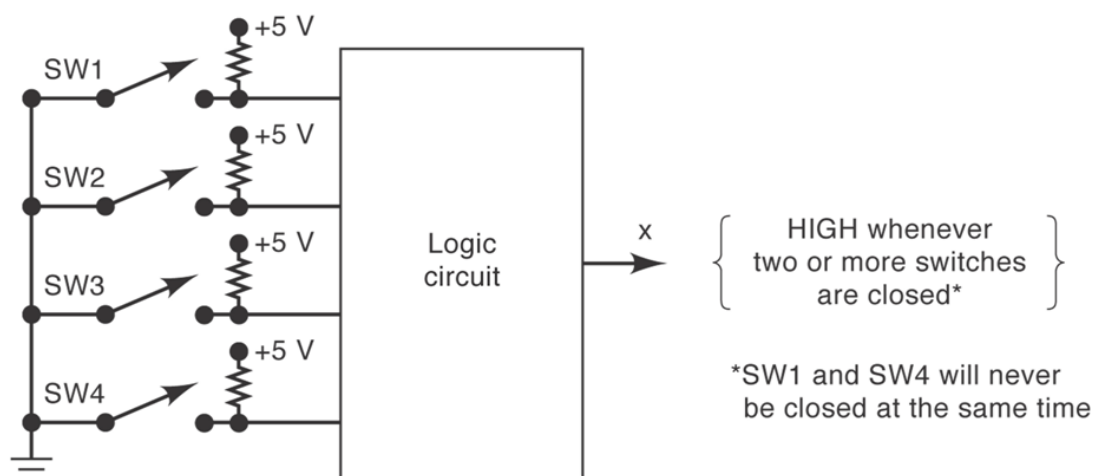 +5 V
SW1
+5 V
SW2
+5 V
SW3
+5 V
SW4
Logic
circuit
x
HIGH whenever
two or more switches
are closed*
*SW1 and SW4 will never
be closed at the same time